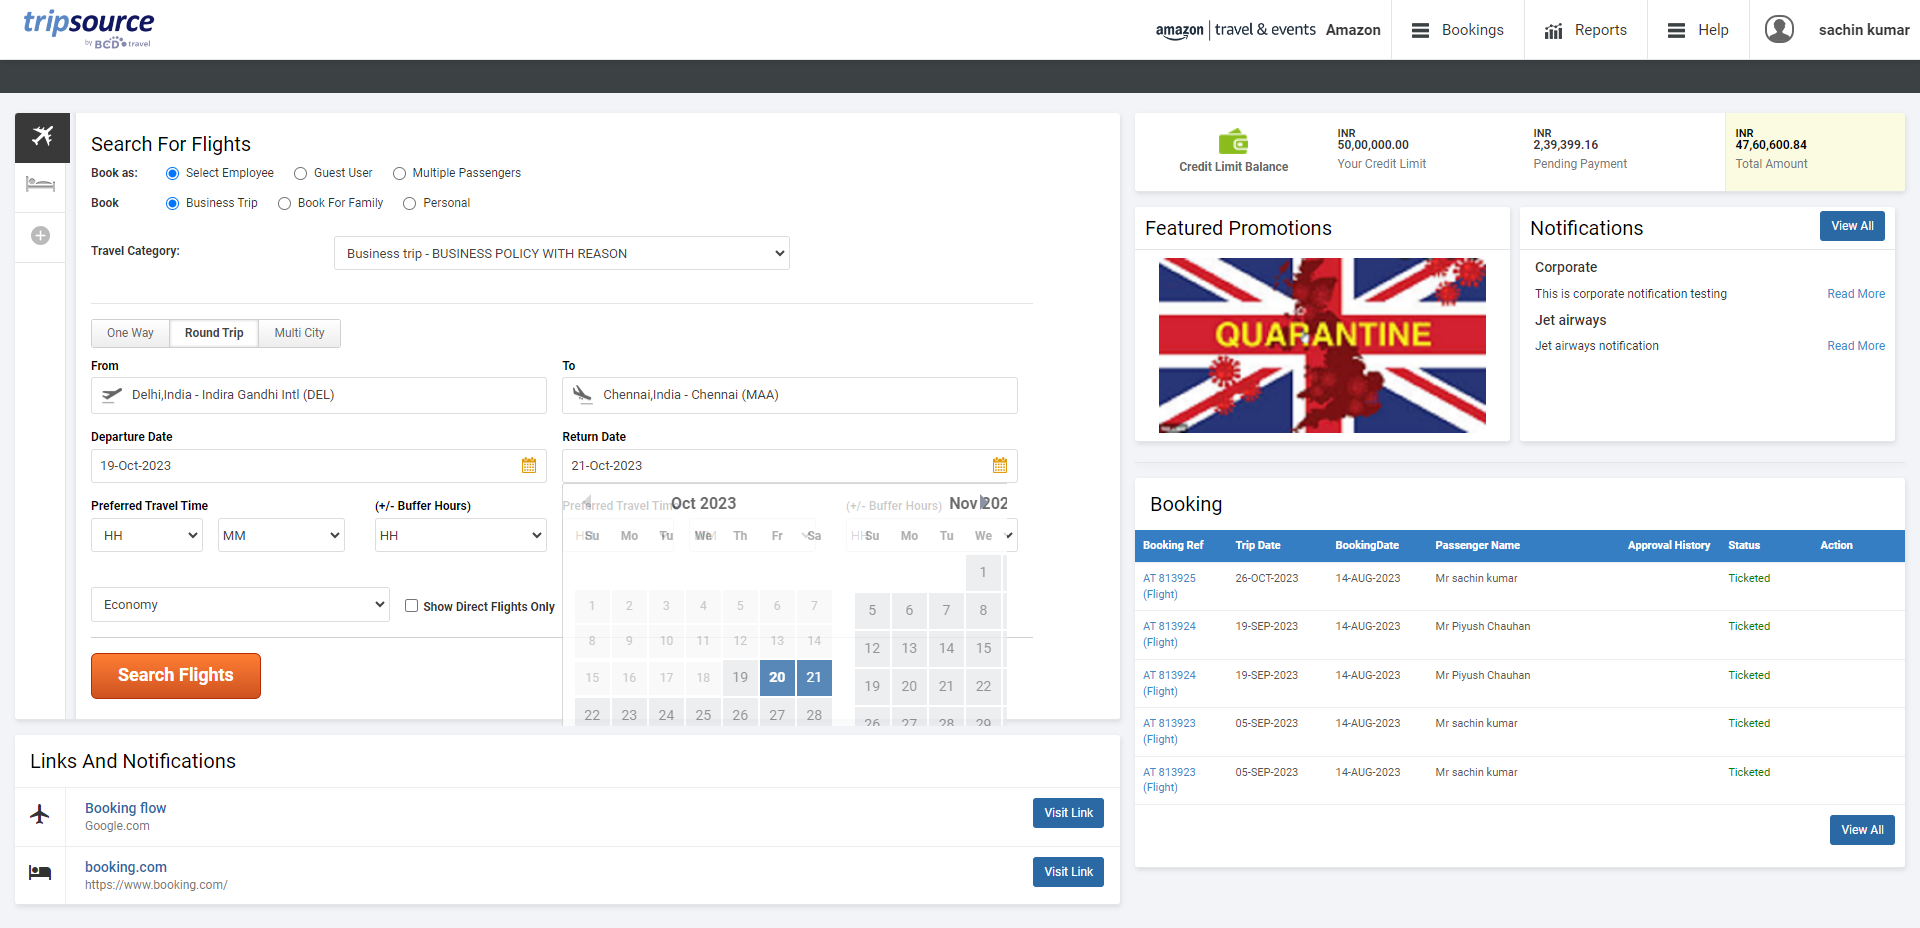 tripsource
by BCD travel
amazon | travel & events Amazon
Bookings
Reports
Help
sachin kumar
Search For Flights
Book as: Select Employee Guest User Multiple Passengers
Book Business Trip Book For Family Personal
Travel Category: Business trip - BUSINESS POLICY WITH REASON
One Way Round Trip Multi City
From To
Delhi,India - Indira Gandhi Intl (DEL) Chennai,India - Chennai (MAA)
Departure Date Return Date
19-Oct-2023 21-Oct-2023
Preferred Travel Time (+/- Buffer Hours) Preferred Travel Time (+/- Buffer Hours)
HH MM HH
Oct 2023 Nov 202
Su Mo Tu We Th Fr Sa Su Mo Tu We
1
1 2 3 4 5 6 7 5 6 7 8
8 9 10 11 12 13 14 12 13 14 15
15 16 17 18 19 20 21 19 20 21 22
22 23 24 25 26 27 28 26 27 28 29
Economy Show Direct Flights Only
Search Flights
Links And Notifications
Booking flow
Google.com
Visit Link
booking.com
https://www.booking.com/
Visit Link
Credit Limit Balance
INR
50,00,000.00
Your Credit Limit
INR
2,39,399.16
Pending Payment
INR
47,60,600.84
Total Amount
Featured Promotions
QUARANTINE
Notifications View All
Corporate
This is corporate notification testing Read More
Jet airways
Jet airways notification Read More
Booking
Booking Ref Trip Date BookingDate Passenger Name Approval History Status Action
AT 813925 26-OCT-2023 14-AUG-2023 Mr sachin kumar Ticketed
(Flight)
AT 813924 19-SEP-2023 14-AUG-2023 Mr Piyush Chauhan Ticketed
(Flight)
AT 813924 19-SEP-2023 14-AUG-2023 Mr Piyush Chauhan Ticketed
(Flight)
AT 813923 05-SEP-2023 14-AUG-2023 Mr sachin kumar Ticketed
(Flight)
AT 813923 05-SEP-2023 14-AUG-2023 Mr sachin kumar Ticketed
(Flight)
View All